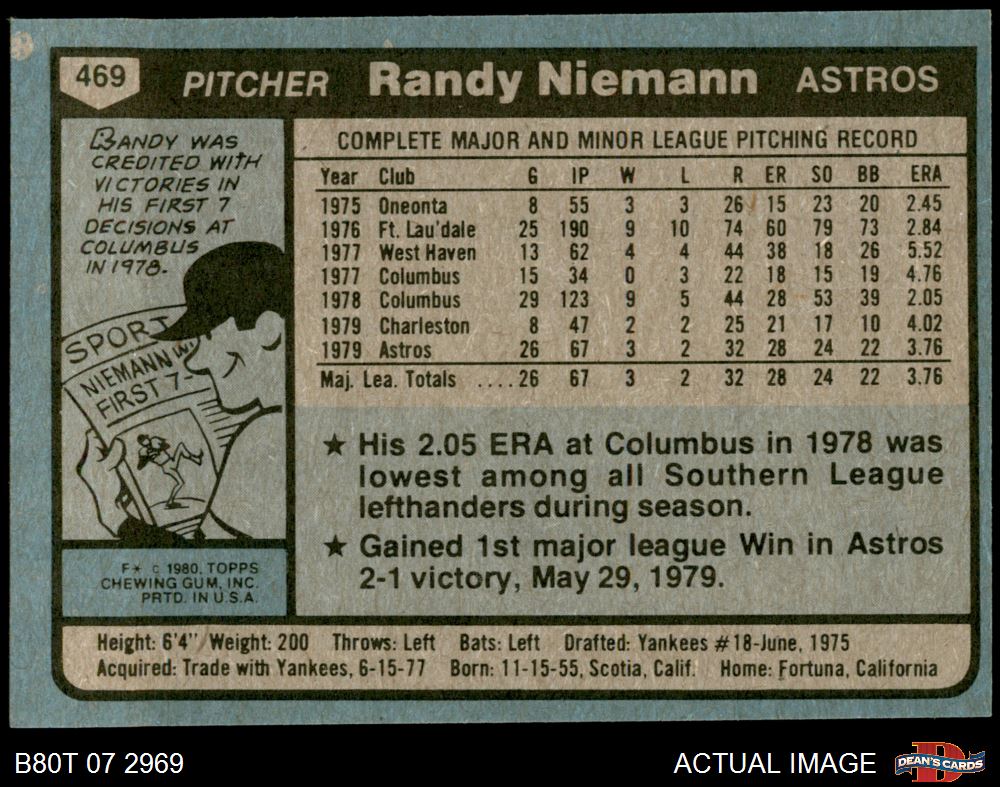 469 PITCHER Randy Niemann ASTROS
RANDY WAS
CREDITED WITH
VICTORIES IN
HIS FIRST 7
DECISIONS AT
COLUMBUS
IN 1978.
SPORT
NIEMANN W
FIRST 7-
F* © 1980, TOPPS
CHEWING GUM, INC.
PRTD. IN U.S.A.
COMPLETE MAJOR AND MINOR LEAGUE PITCHING RECORD
Year Club G IP W L R ER SO BB ERA
1975 Oneonta 8 55 3 3 26 15 23 20 2.45
1976 Ft. Lau'dale 25 190 9 10 74 60 79 73 2.84
1977 West Haven 13 62 4 4 44 38 18 26 5.52
1977 Columbus 15 34 0 3 22 18 15 19 4.76
1978 Columbus 29 123 9 5 44 28 53 39 2.05
1979 Charleston 8 47 2 2 25 21 17 10 4.02
1979 Astros 26 67 3 2 32 28 24 22 3.76
Maj. Lea. Totals ....26 67 3 2 32 28 24 22 3.76
★ His 2.05 ERA at Columbus in 1978 was
lowest among all Southern League
lefthanders during season.
★ Gained 1st major league Win in Astros
2-1 victory, May 29, 1979.
Height: 6'4" Weight: 200 Throws: Left Bats: Left Drafted: Yankees #18-June, 1975
Acquired: Trade with Yankees, 6-15-77 Born: 11-15-55, Scotia, Calif. Home: Fortuna, California
B80T 07 2969 ACTUAL IMAGE DEAN'S CARDS